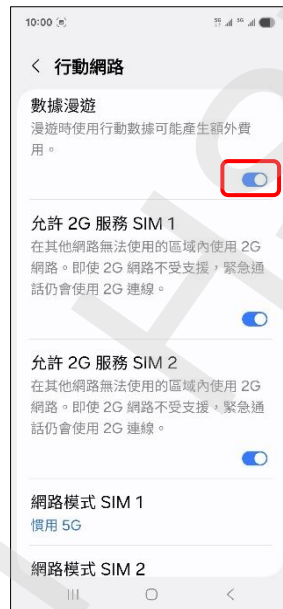 10:00
5G 5G
行動網路
數據漫遊
漫遊時使用行動數據可能產生額外費
用。
允許 2G 服務 SIM 1
在其他網路無法使用的區域內使用 2G
網路。即使 2G 網路不受支援，緊急通
話仍會使用 2G 連線。
允許 2G 服務 SIM 2
在其他網路無法使用的區域內使用 2G
網路。即使 2G 網路不受支援，緊急通
話仍會使用 2G 連線。
網路模式 SIM 1
慣用 5G
網路模式 SIM 2